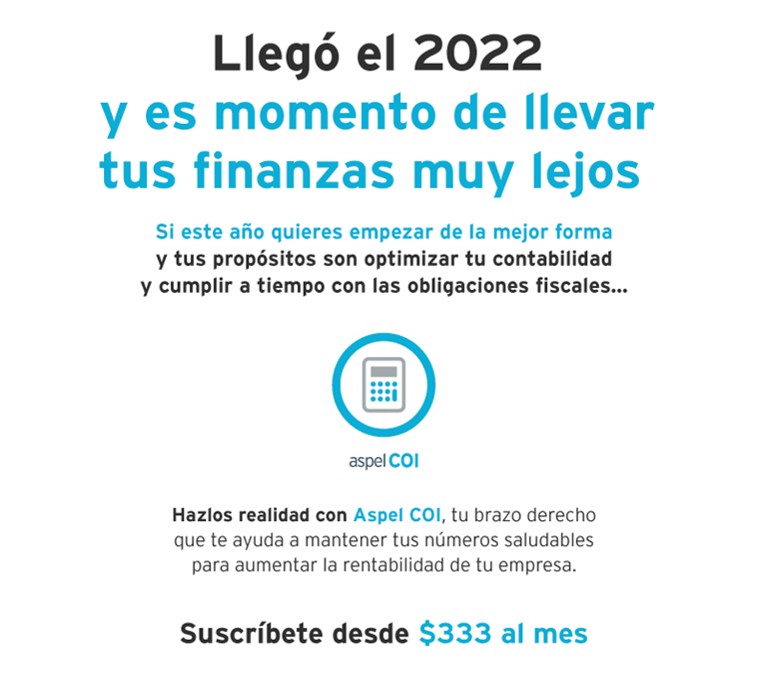 Llegó el 2022
y es momento de llevar
tus finanzas muy lejos
Si este año quieres empezar de la mejor forma
y tus propósitos son optimizar tu contabilidad
y cumplir a tiempo con las obligaciones fiscales...
aspel COI
Hazlos realidad con Aspel COI, tu brazo derecho
que te ayuda a mantener tus números saludables
para aumentar la rentabilidad de tu empresa.
Suscríbete desde $333 al mes